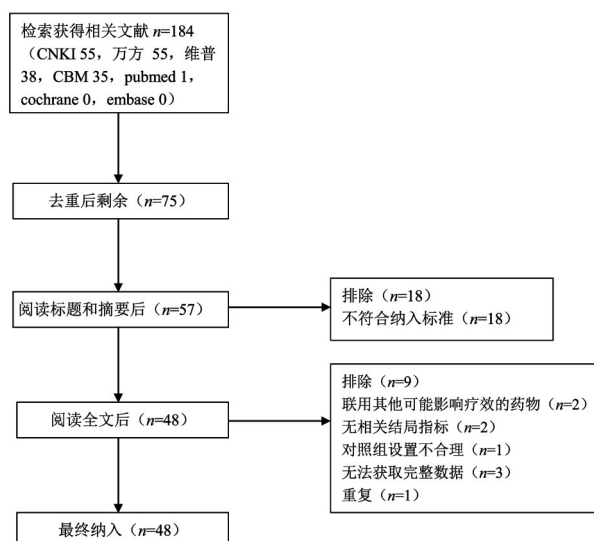 检索获得相关文献 n=184
（CNKI 55，万方 55，维普
38，CBM 35，pubmed 1，
cochrane 0，embase 0）
去重后剩余（n=75）
阅读标题和摘要后（n=57）
排除（n=18）
不符合纳入标准（n=18）
阅读全文后（n=48）
排除（n=9）
联用其他可能影响疗效的药物（n=2）
无相关结局指标（n=2）
对照组设置不合理（n=1）
无法获取完整数据（n=3）
重复（n=1）
最终纳入（n=48）